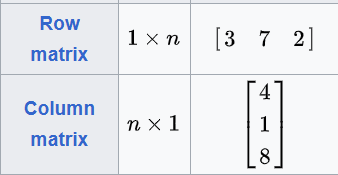 Row
matrix
1 × n
[3 7 2]
Column
matrix
n × 1
[4
1
8]